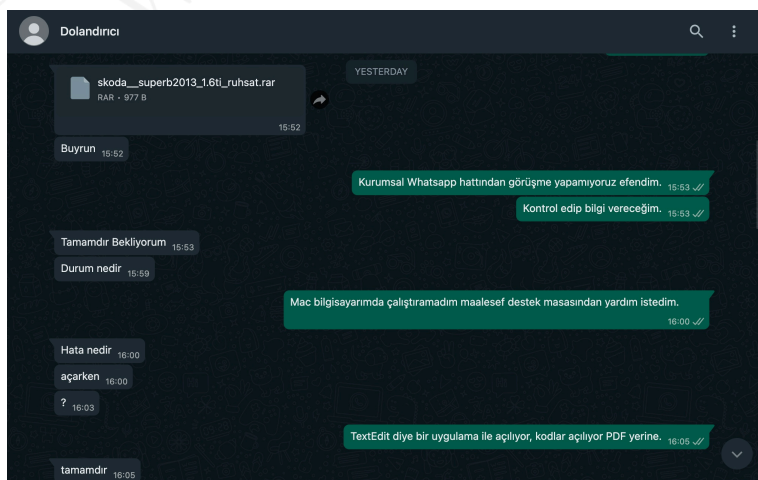 Dolandırıcı
YESTERDAY
skoda__superb2013_1.6ti_ruhsat.rar
RAR • 977 B
15:52
Buyrun 15:52
Kurumsal Whatsapp hattından görüşme yapamıyoruz efendim. 15:53
Kontrol edip bilgi vereceğim. 15:53
Tamamdır Bekliyorum 15:53
Durum nedir 15:59
Mac bilgisayarımda çalıştıramadım maalesef destek masasından yardım istedim.
16:00
Hata nedir 16:00
açarken 16:00
? 16:03
TextEdit diye bir uygulama ile açılıyor, kodlar açılıyor PDF yerine. 16:05
tamamdır 16:05